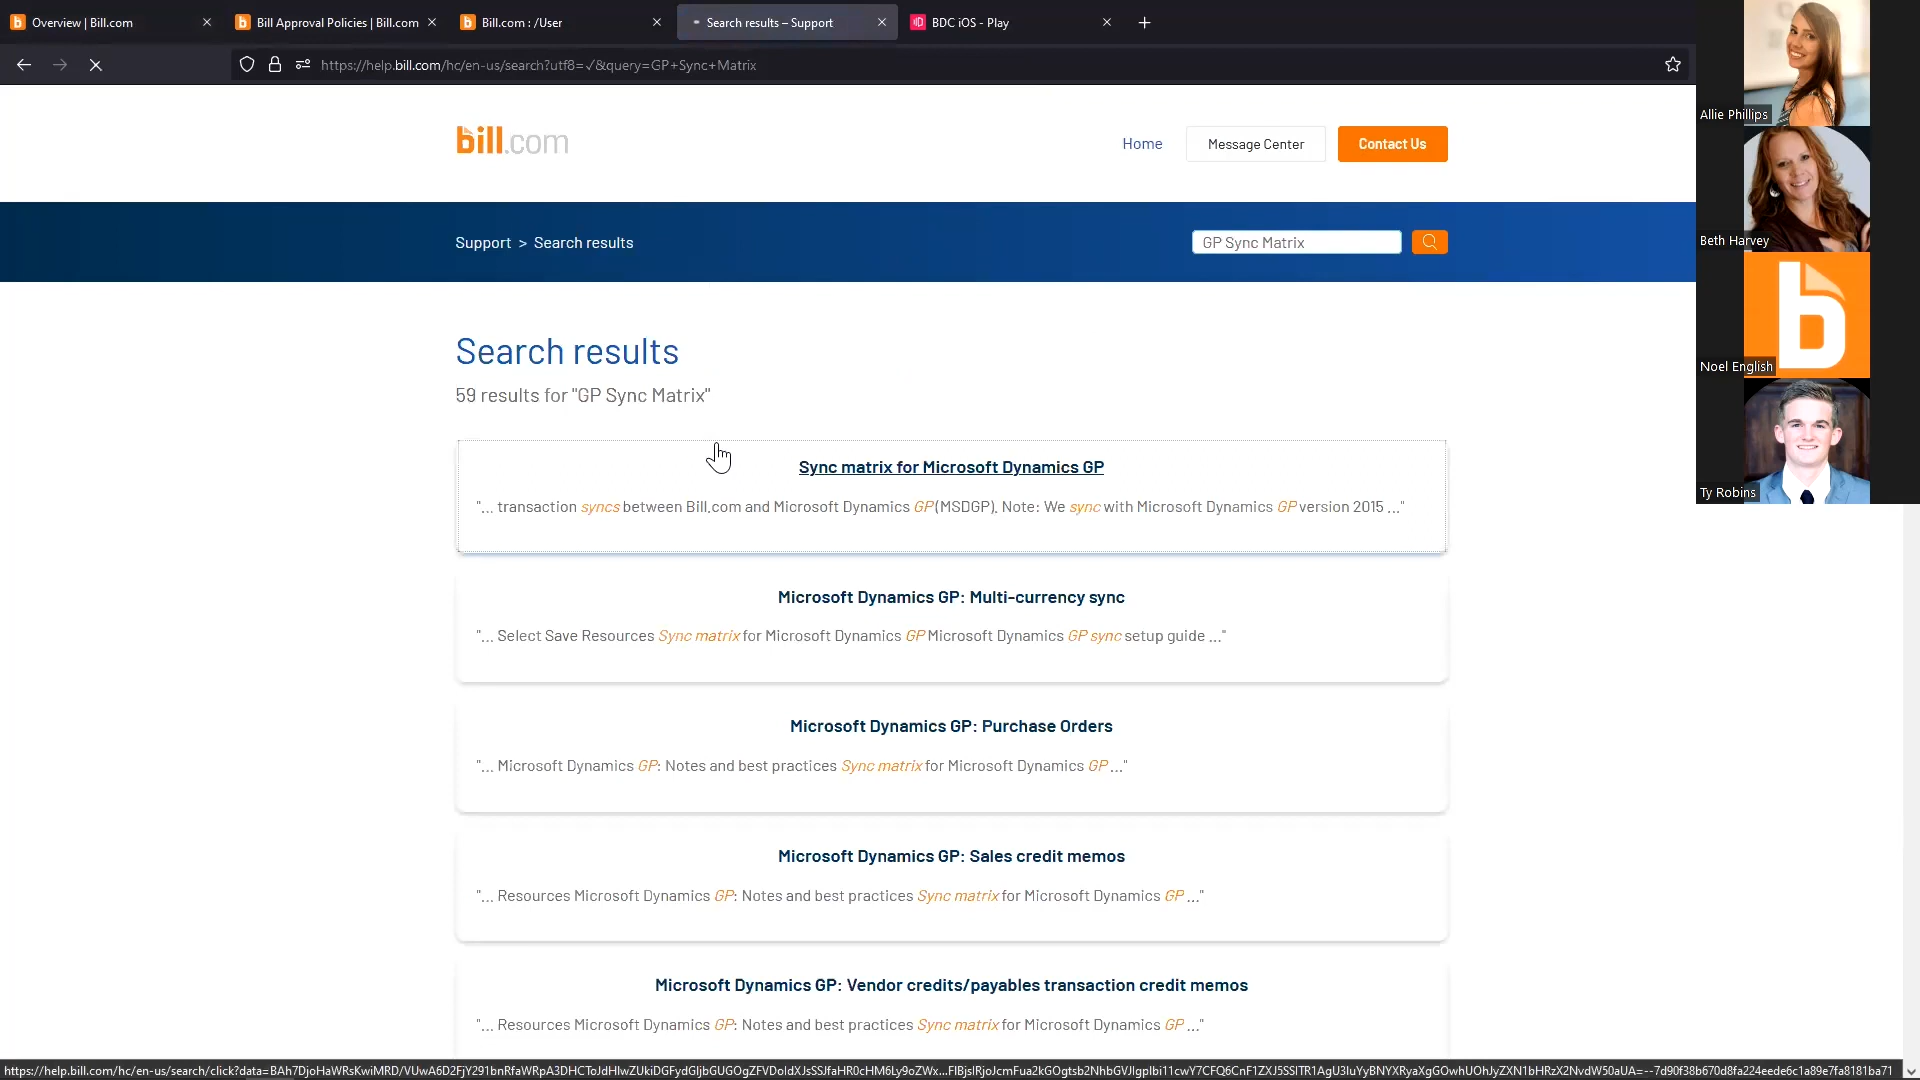 Overview | Bill.com
Bill Approval Policies | Bill.com
Bill.com : /User
Search results – Support
BDC iOS - Play
https://help.bill.com/hc/en-us/search?utf8=✓&query=GP+Sync+Matrix
bill.com
Home
Message Center
Contact Us
Support > Search results
GP Sync Matrix
Search results
59 results for "GP Sync Matrix"
Sync matrix for Microsoft Dynamics GP
"... transaction syncs between Bill.com and Microsoft Dynamics GP (MSDGP). Note: We sync with Microsoft Dynamics GP version 2015 ..."
Microsoft Dynamics GP: Multi-currency sync
"... Select Save Resources Sync matrix for Microsoft Dynamics GP Microsoft Dynamics GP sync setup guide ..."
Microsoft Dynamics GP: Purchase Orders
"... Microsoft Dynamics GP: Notes and best practices Sync matrix for Microsoft Dynamics GP ..."
Microsoft Dynamics GP: Sales credit memos
"... Resources Microsoft Dynamics GP: Notes and best practices Sync matrix for Microsoft Dynamics GP ..."
Microsoft Dynamics GP: Vendor credits/payables transaction credit memos
"... Resources Microsoft Dynamics GP: Notes and best practices Sync matrix for Microsoft Dynamics GP ..."
Allie Phillips
Beth Harvey
b
Noel English
Ty Robins